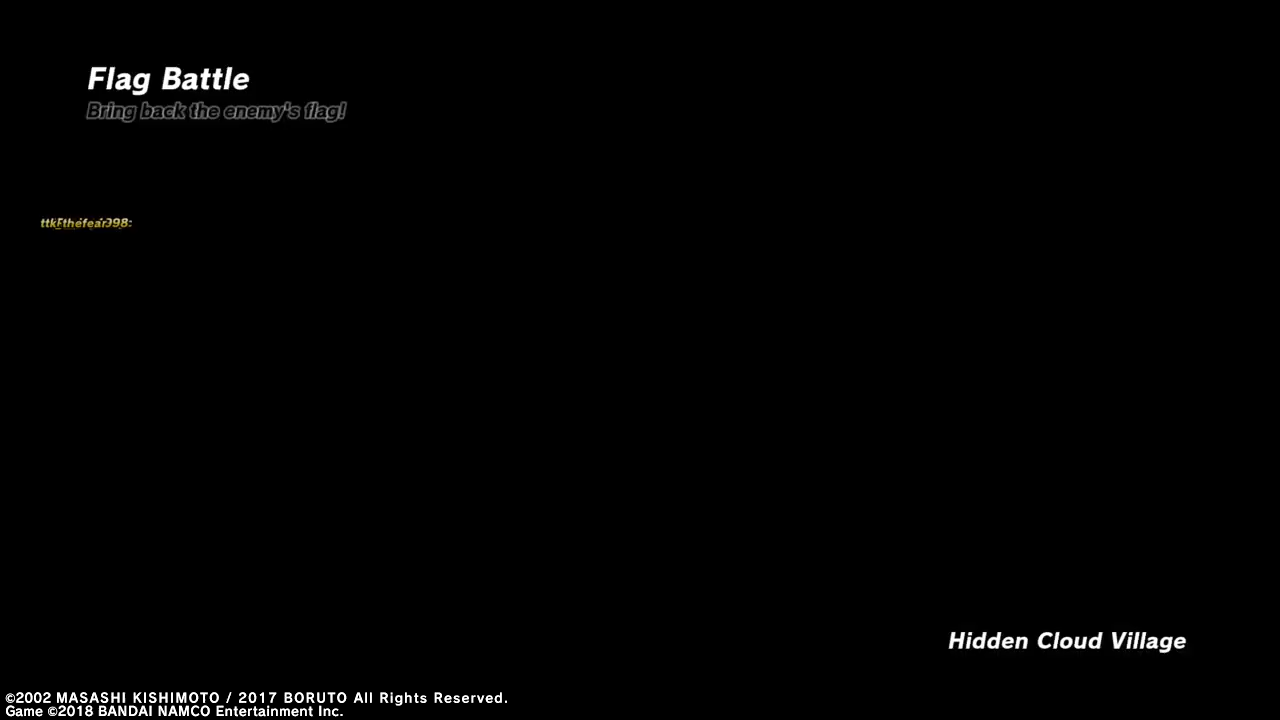 Flag Battle
Bring back the enemy's flag!
Hidden Cloud Village
©2002 MASASHI KISHIMOTO / 2017 BORUTO All Rights Reserved.
Game ©2018 BANDAI NAMCO Entertainment Inc.